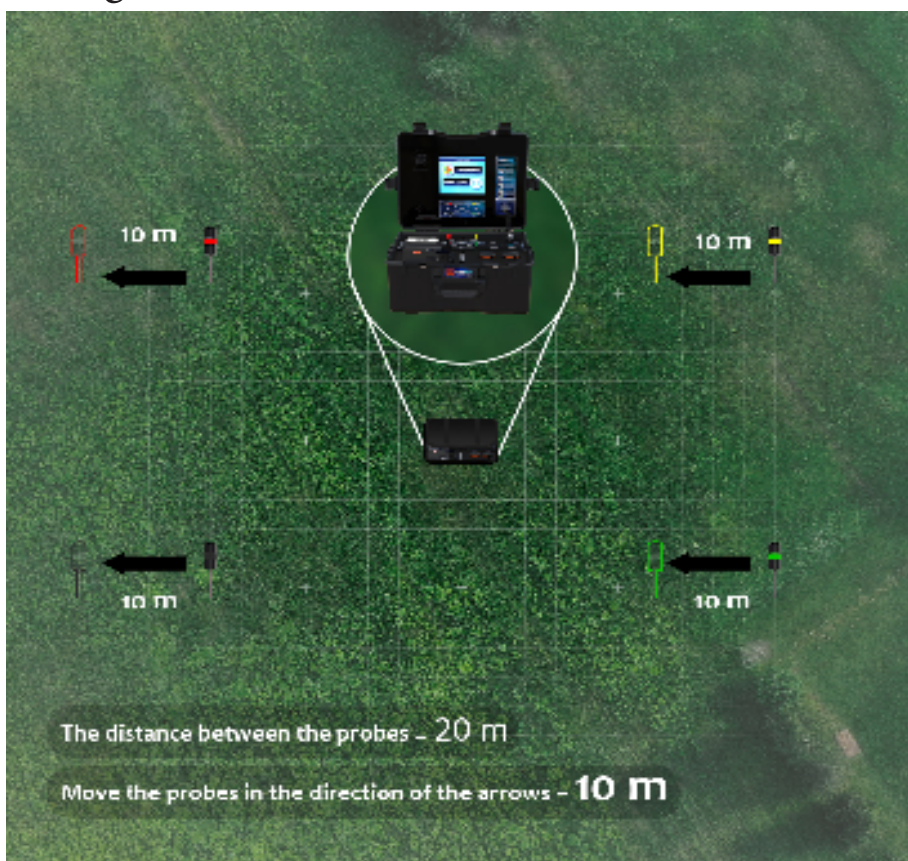 10 m
10 m
10 m
10 m
The distance between the probes - 20 m
Move the probes in the direction of the arrows - 10 m